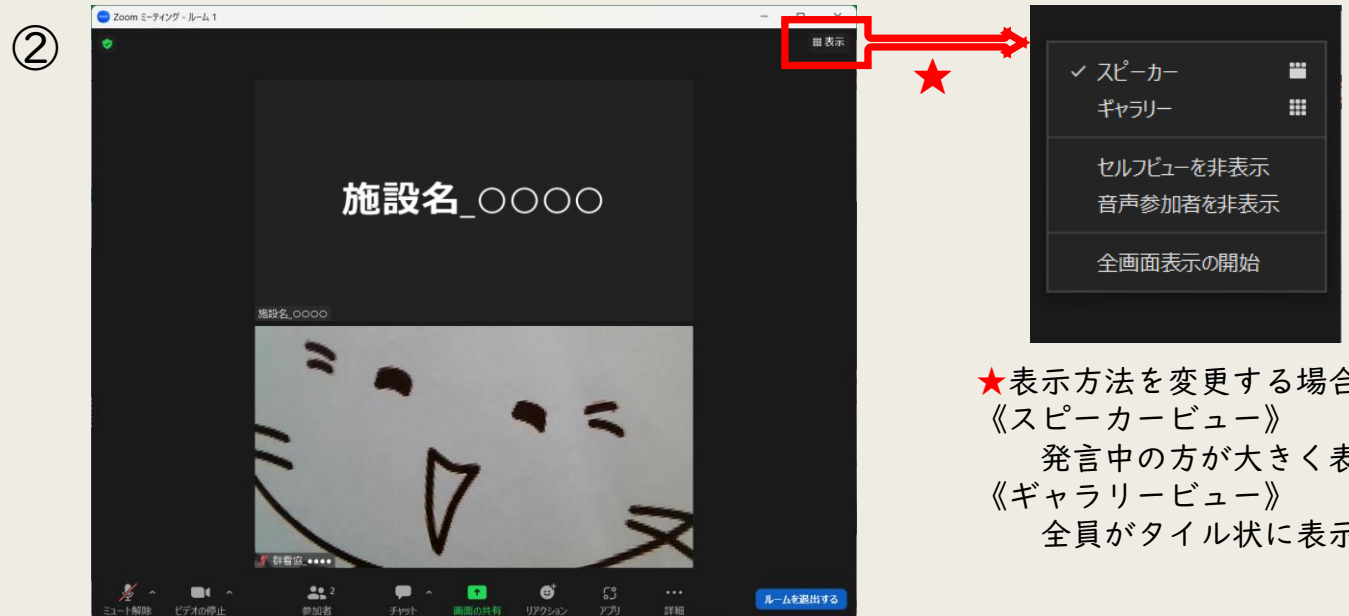 ②
Zoom ミーティング - ルーム 1
表示
★
施設名_○○○○
施設名_○○○○
群看協_●●●●
ミュート解除
ビデオの停止
参加者
2
チャット
画面の共有
リアクション
アプリ
詳細
ルームを退出する
✓ スピーカー
ギャラリー
セルフビューを非表示
音声参加者を非表示
全画面表示の開始
★表示方法を変更する場合
《スピーカービュー》
発言中の方が大きく表
《ギャラリービュー》
全員がタイル状に表示